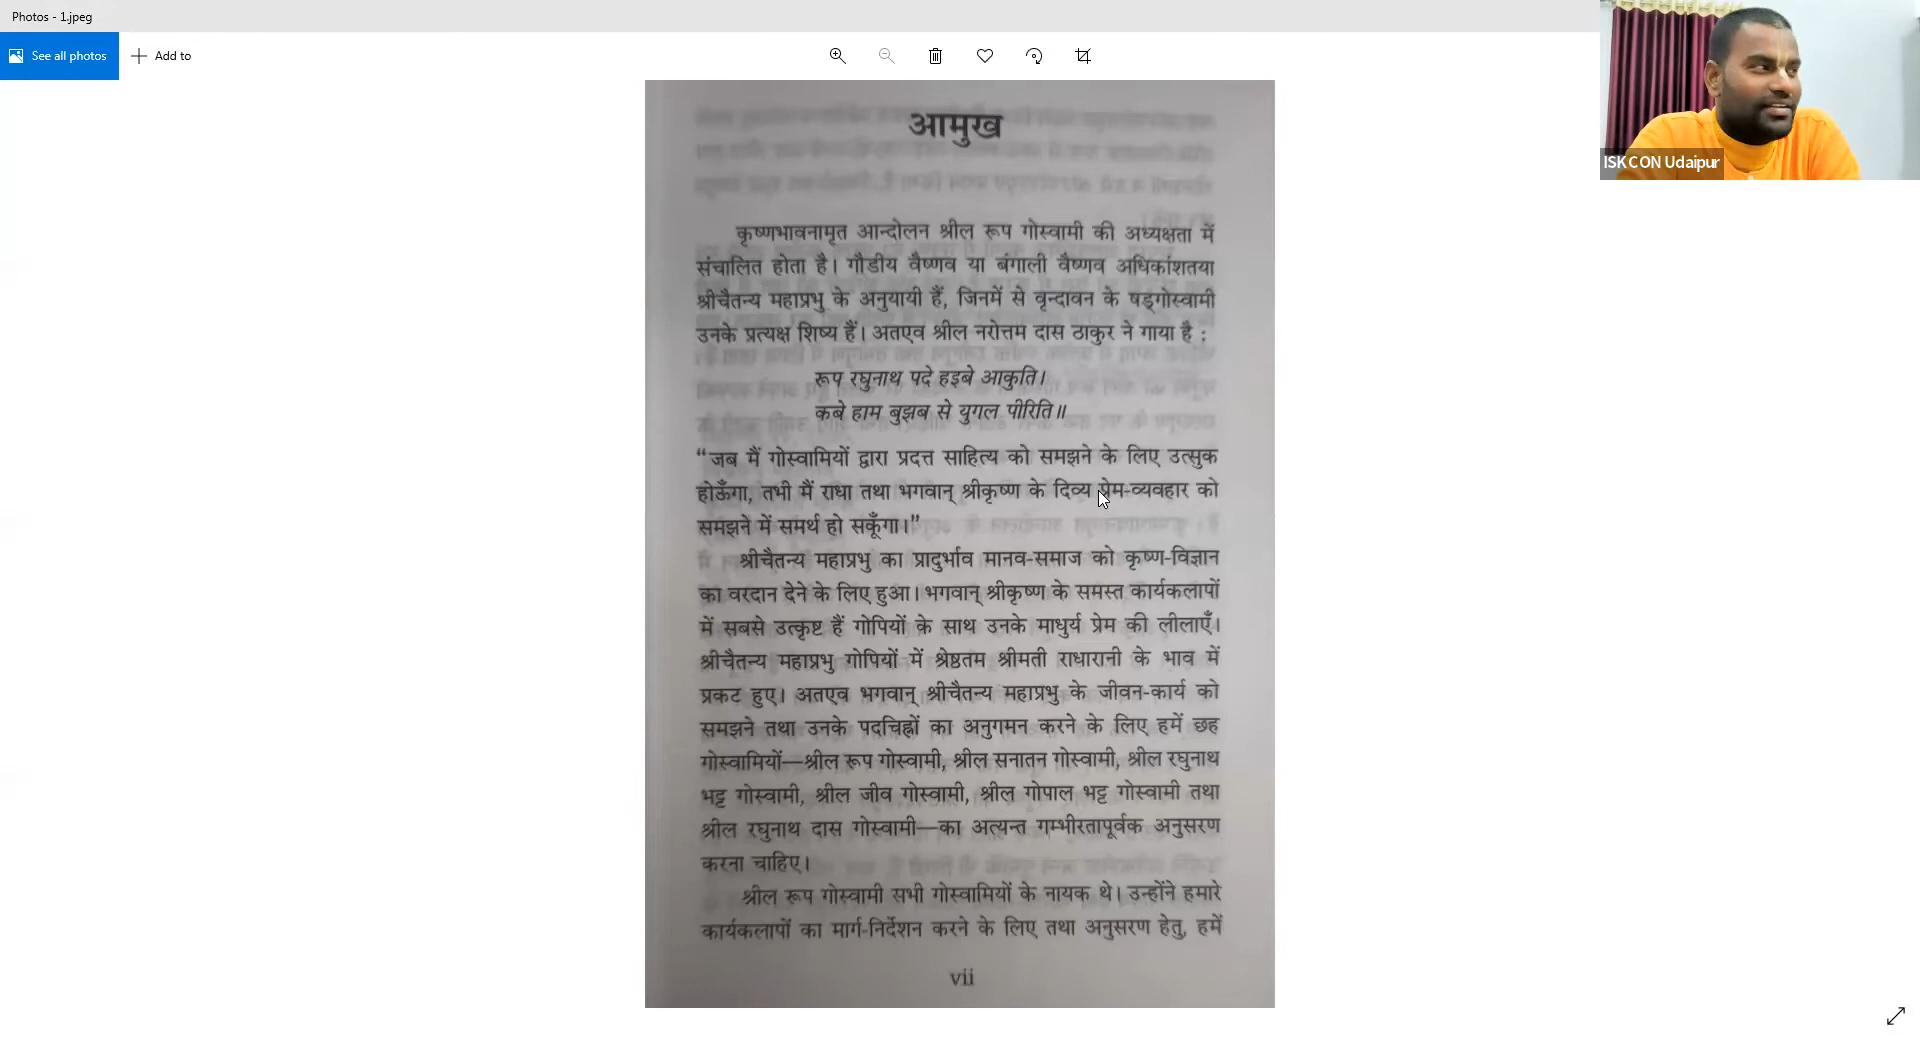 Photos - 1.jpeg
See all photos
Add to
ISKCON Udaipur
आमुख
कृष्णभावनामृत आन्दोलन श्रील रूप गोस्वामी की अध्यक्षता में
संचालित होता है। गौडीय वैष्णव या बंगाली वैष्णव अधिकांशतया
श्रीचैतन्य महाप्रभु के अनुयायी हैं, जिनमें से वृन्दावन के षड्गोस्वामी
उनके प्रत्यक्ष शिष्य हैं। अतएव श्रील नरोत्तम दास ठाकुर ने गाया है :
रूप रघुनाथ पदे हइबे आकुति।
कबे हाम बुझब से युगल पीरिति॥
“जब मैं गोस्वामियों द्वारा प्रदत्त साहित्य को समझने के लिए उत्सुक
होऊँगा, तभी मैं राधा तथा भगवान् श्रीकृष्ण के दिव्य प्रेम-व्यवहार को
समझने में समर्थ हो सकूँगा।”
श्रीचैतन्य महाप्रभु का प्रादुर्भाव मानव-समाज को कृष्ण-विज्ञान
का वरदान देने के लिए हुआ। भगवान् श्रीकृष्ण के समस्त कार्यकलापों
में सबसे उत्कृष्ट हैं गोपियों के साथ उनके माधुर्य प्रेम की लीलाएँ।
श्रीचैतन्य महाप्रभु गोपियों में श्रेष्ठतम श्रीमती राधारानी के भाव में
प्रकट हुए। अतएव भगवान् श्रीचैतन्य महाप्रभु के जीवन-कार्य को
समझने तथा उनके पदचिह्नों का अनुगमन करने के लिए हमें छह
गोस्वामियों—श्रील रूप गोस्वामी, श्रील सनातन गोस्वामी, श्रील रघुनाथ
भट्ट गोस्वामी, श्रील जीव गोस्वामी, श्रील गोपाल भट्ट गोस्वामी तथा
श्रील रघुनाथ दास गोस्वामी—का अत्यन्त गम्भीरतापूर्वक अनुसरण
करना चाहिए।
श्रील रूप गोस्वामी सभी गोस्वामियों के नायक थे। उन्होंने हमारे
कार्यकलापों का मार्ग-निर्देशन करने के लिए तथा अनुसरण हेतु, हमें
vii